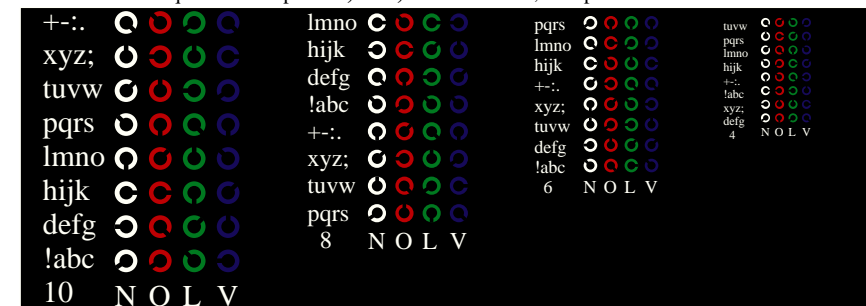 +-:.
xyz;
tuvw
pqrs
lmno
hijk
defg
!abc
10 N O L V
lmno
hijk
defg
!abc
+-:.
xyz;
tuvw
pqrs
8 N O L V
pqrs
lmno
hijk
+-:.
xyz;
tuvw
defg
!abc
6 N O L V
tuvw
pqrs
lmno
hijk
+-:.
!abc
xyz;
defg
4 N O L V